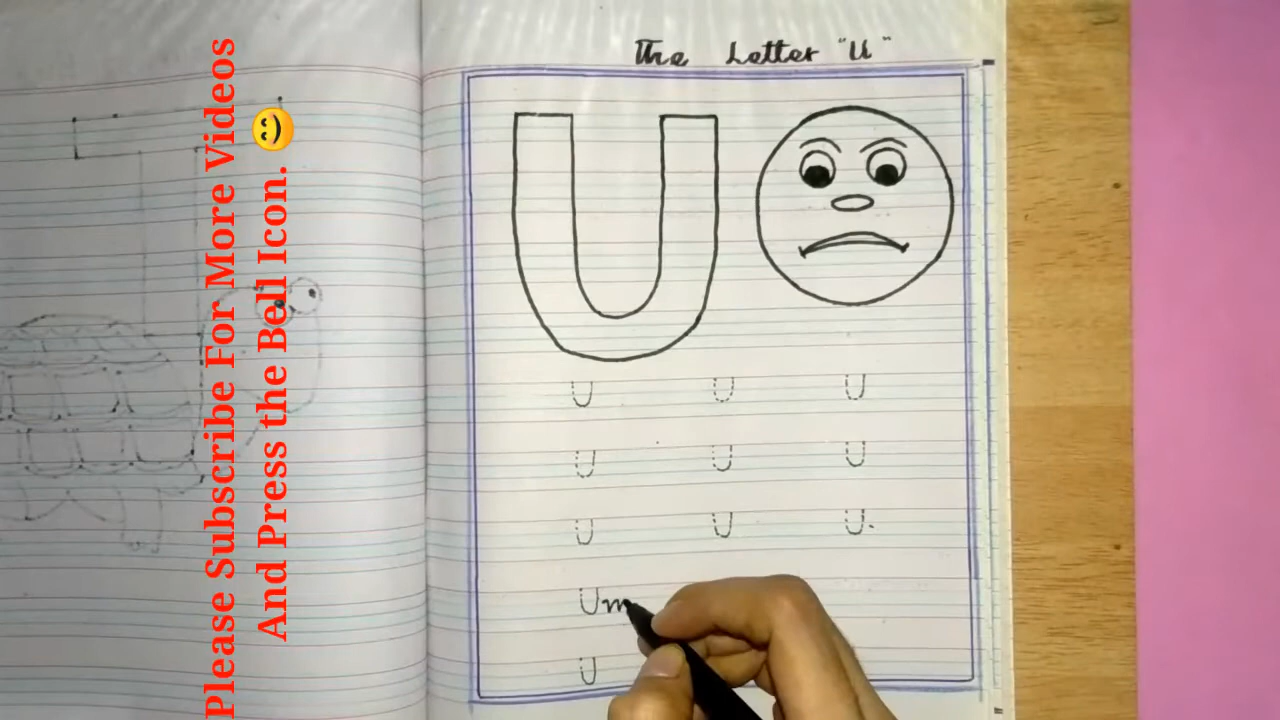 Please Subscribe For More Videos
And Press the Bell Icon. 😊
The Letter "U"
U
U U U
U U U
U U U.
Um
U